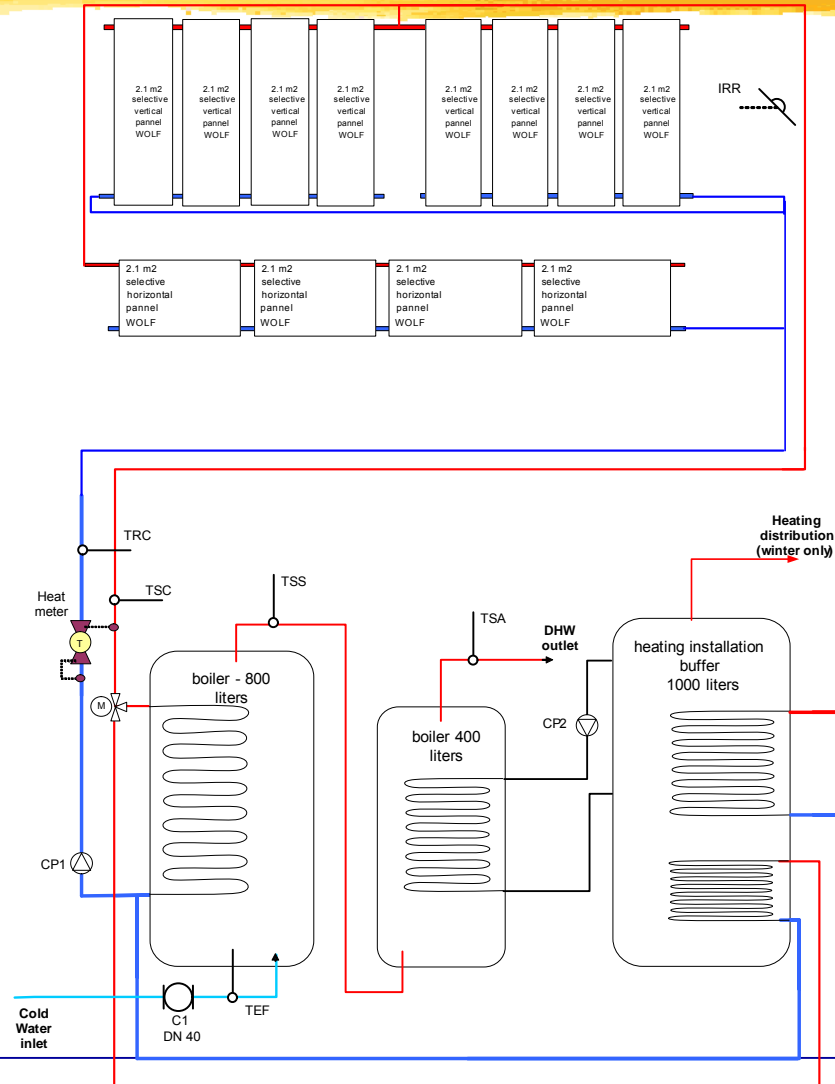 2.1 m2
selective
vertical
pannel
WOLF
2.1 m2
selective
vertical
pannel
WOLF
2.1 m2
selective
vertical
pannel
WOLF
2.1 m2
selective
vertical
pannel
WOLF
2.1 m2
selective
vertical
pannel
WOLF
2.1 m2
selective
vertical
pannel
WOLF
2.1 m2
selective
vertical
pannel
WOLF
2.1 m2
selective
vertical
pannel
WOLF
IRR
2.1 m2
selective
horizontal
pannel
WOLF
2.1 m2
selective
horizontal
pannel
WOLF
2.1 m2
selective
horizontal
pannel
WOLF
2.1 m2
selective
horizontal
pannel
WOLF
Heating
distribution
(winter only)
TRC
TSC
Heat
meter
T
M
TSS
TSA
DHW
outlet
boiler - 800
liters
boiler 400
liters
CP2
heating installation
buffer
1000 liters
CP1
Cold
Water
inlet
C1
DN 40
TEF